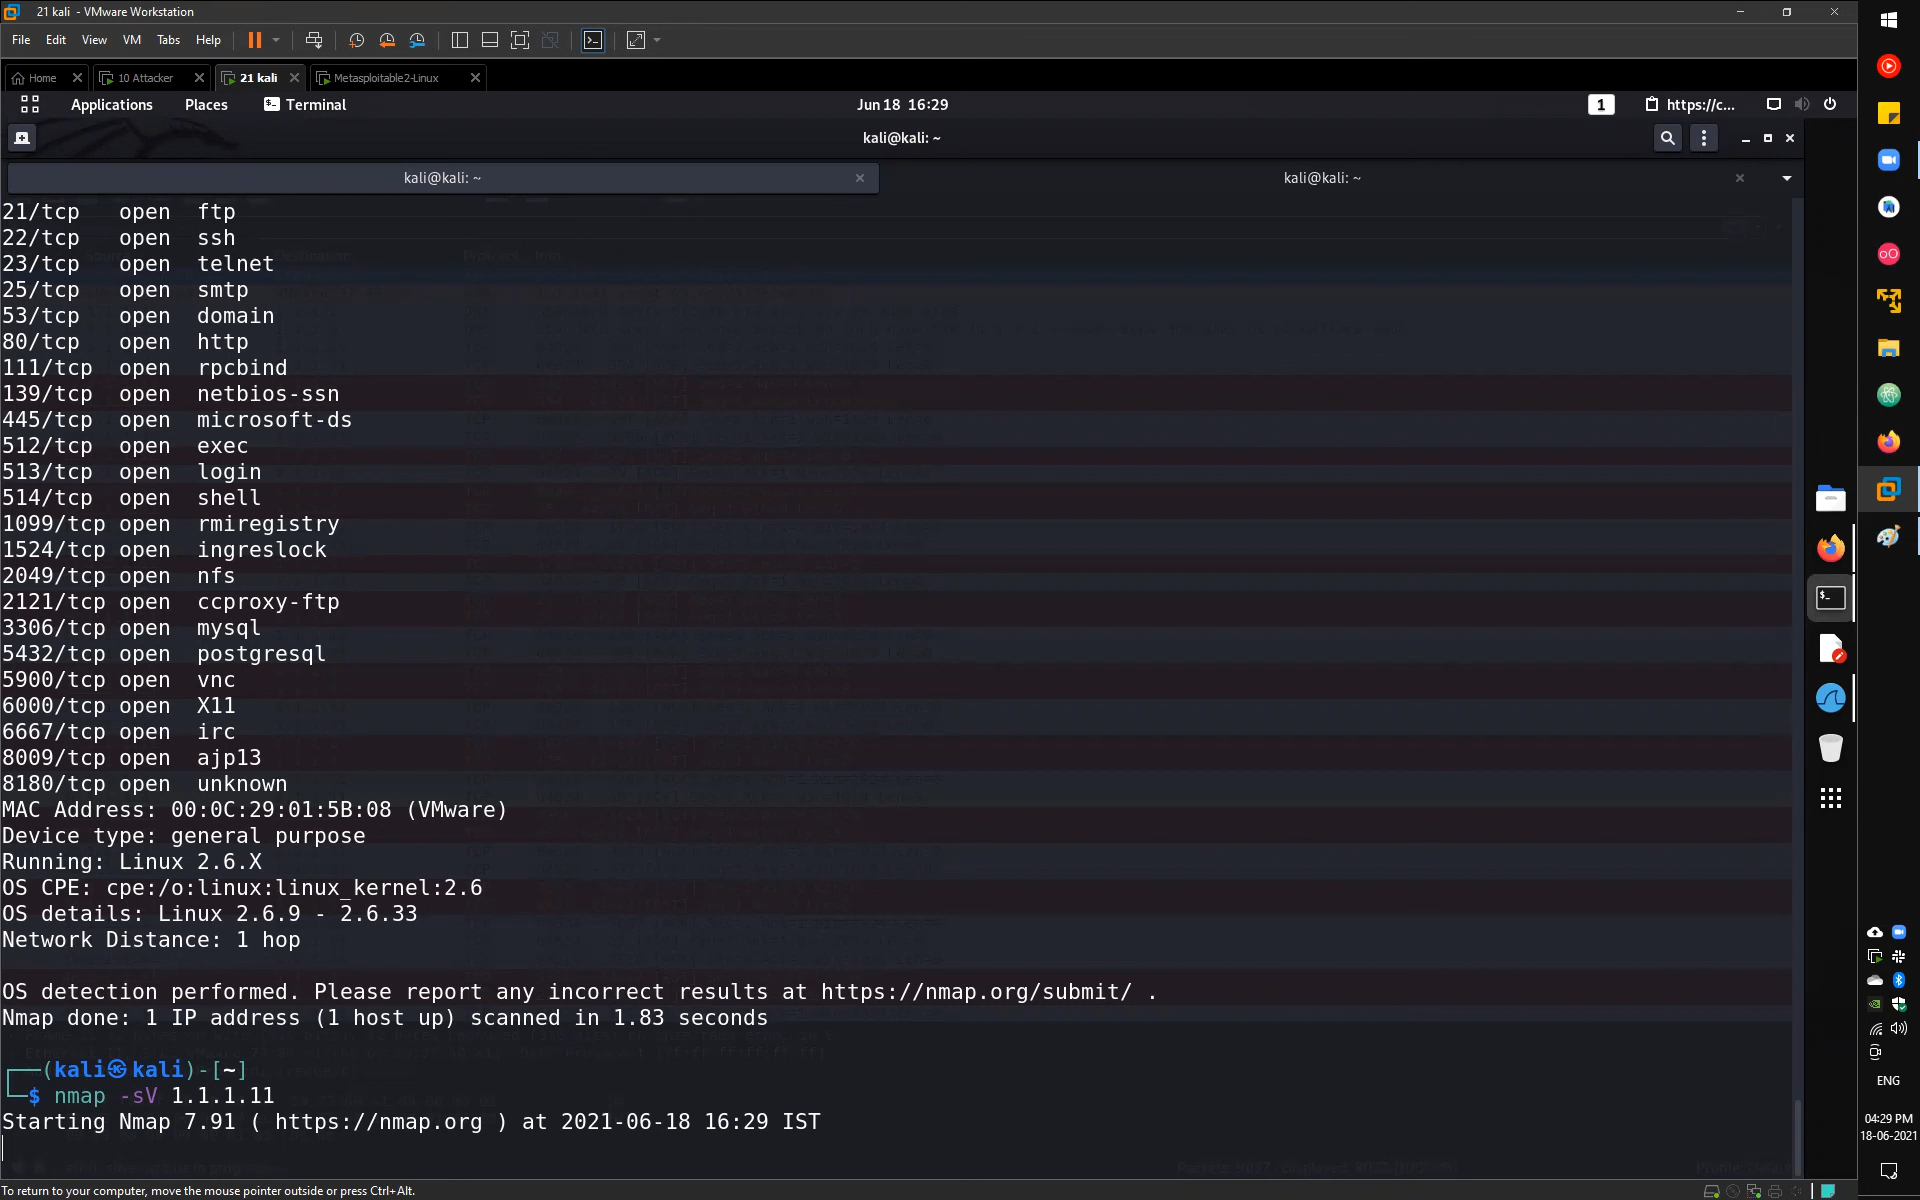 21 kali - VMware Workstation
File Edit View VM Tabs Help
Home 10 Attacker 21 kali Metasploitable2-Linux
Applications Places Terminal Jun 18 16:29 1 https://c...
kali@kali: ~
kali@kali: ~ kali@kali: ~
21/tcp open ftp
22/tcp open ssh
23/tcp open telnet
25/tcp open smtp
53/tcp open domain
80/tcp open http
111/tcp open rpcbind
139/tcp open netbios-ssn
445/tcp open microsoft-ds
512/tcp open exec
513/tcp open login
514/tcp open shell
1099/tcp open rmiregistry
1524/tcp open ingreslock
2049/tcp open nfs
2121/tcp open ccproxy-ftp
3306/tcp open mysql
5432/tcp open postgresql
5900/tcp open vnc
6000/tcp open X11
6667/tcp open irc
8009/tcp open ajp13
8180/tcp open unknown
MAC Address: 00:0C:29:01:5B:08 (VMware)
Device type: general purpose
Running: Linux 2.6.X
OS CPE: cpe:/o:linux:linux_kernel:2.6
OS details: Linux 2.6.9 - 2.6.33
Network Distance: 1 hop
OS detection performed. Please report any incorrect results at https://nmap.org/submit/ .
Nmap done: 1 IP address (1 host up) scanned in 1.83 seconds
┌──(kali㉿kali)-[~]
└─$ nmap -sV 1.1.1.11
Starting Nmap 7.91 ( https://nmap.org ) at 2021-06-18 16:29 IST
ENG
04:29 PM
18-06-2021
To return to your computer, move the mouse pointer outside or press Ctrl+Alt.